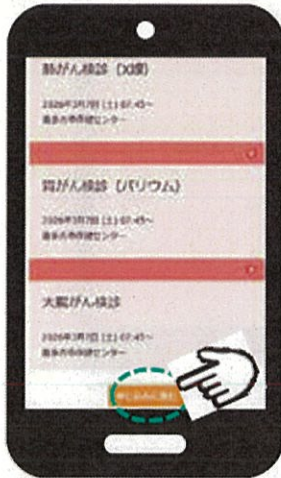 肺がん検診（X線）
2026年3月7日（土）07:45～
喜多方市保健センター
胃がん検診（バリウム）
2026年3月7日（土）07:45～
喜多方市保健センター
大腸がん検診
2026年3月7日（土）07:45～
喜多方市保健センター
申し込みに進む